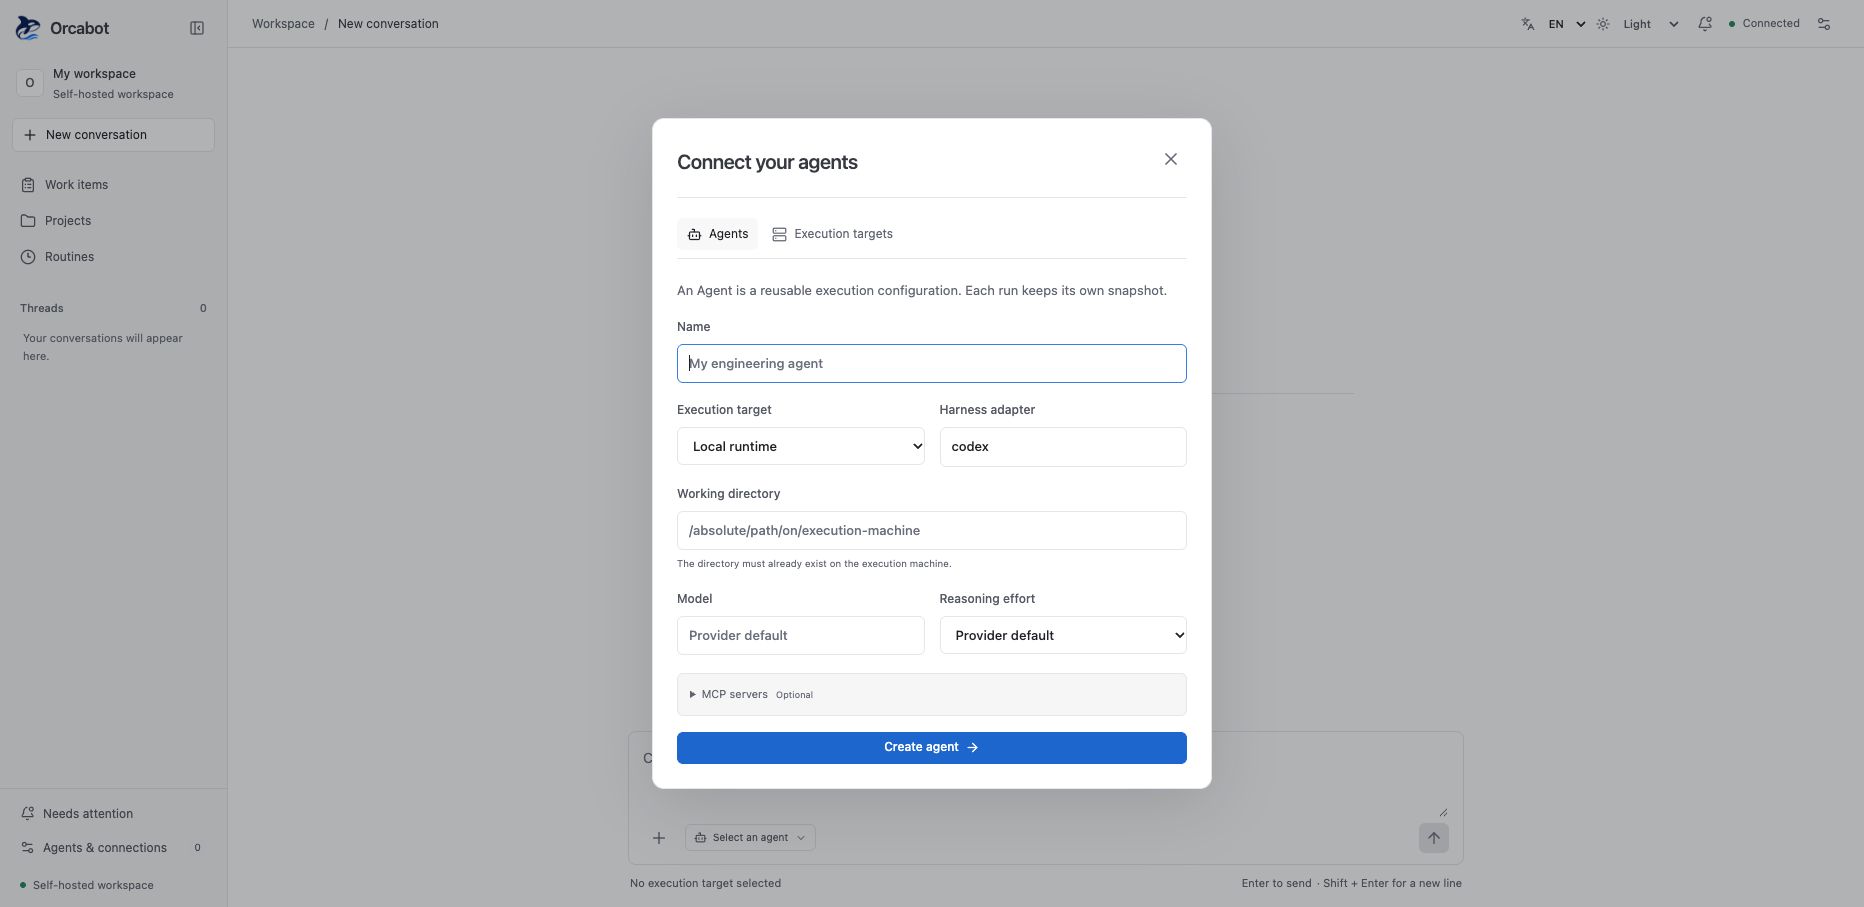 Orcabot
O
My workspace
Self-hosted workspace
New conversation
Work items
Projects
Routines
Threads 0
Your conversations will appear
here.
Needs attention
Agents & connections 0
Self-hosted workspace
Workspace / New conversation
EN
Light
Connected
Connect your agents
Agents
Execution targets
An Agent is a reusable execution configuration. Each run keeps its own snapshot.
Name
My engineering agent
Execution target
Harness adapter
Local runtime
codex
Working directory
/absolute/path/on/execution-machine
The directory must already exist on the execution machine.
Model
Reasoning effort
Provider default
Provider default
MCP servers Optional
Create agent
Select an agent
No execution target selected
Enter to send · Shift + Enter for a new line